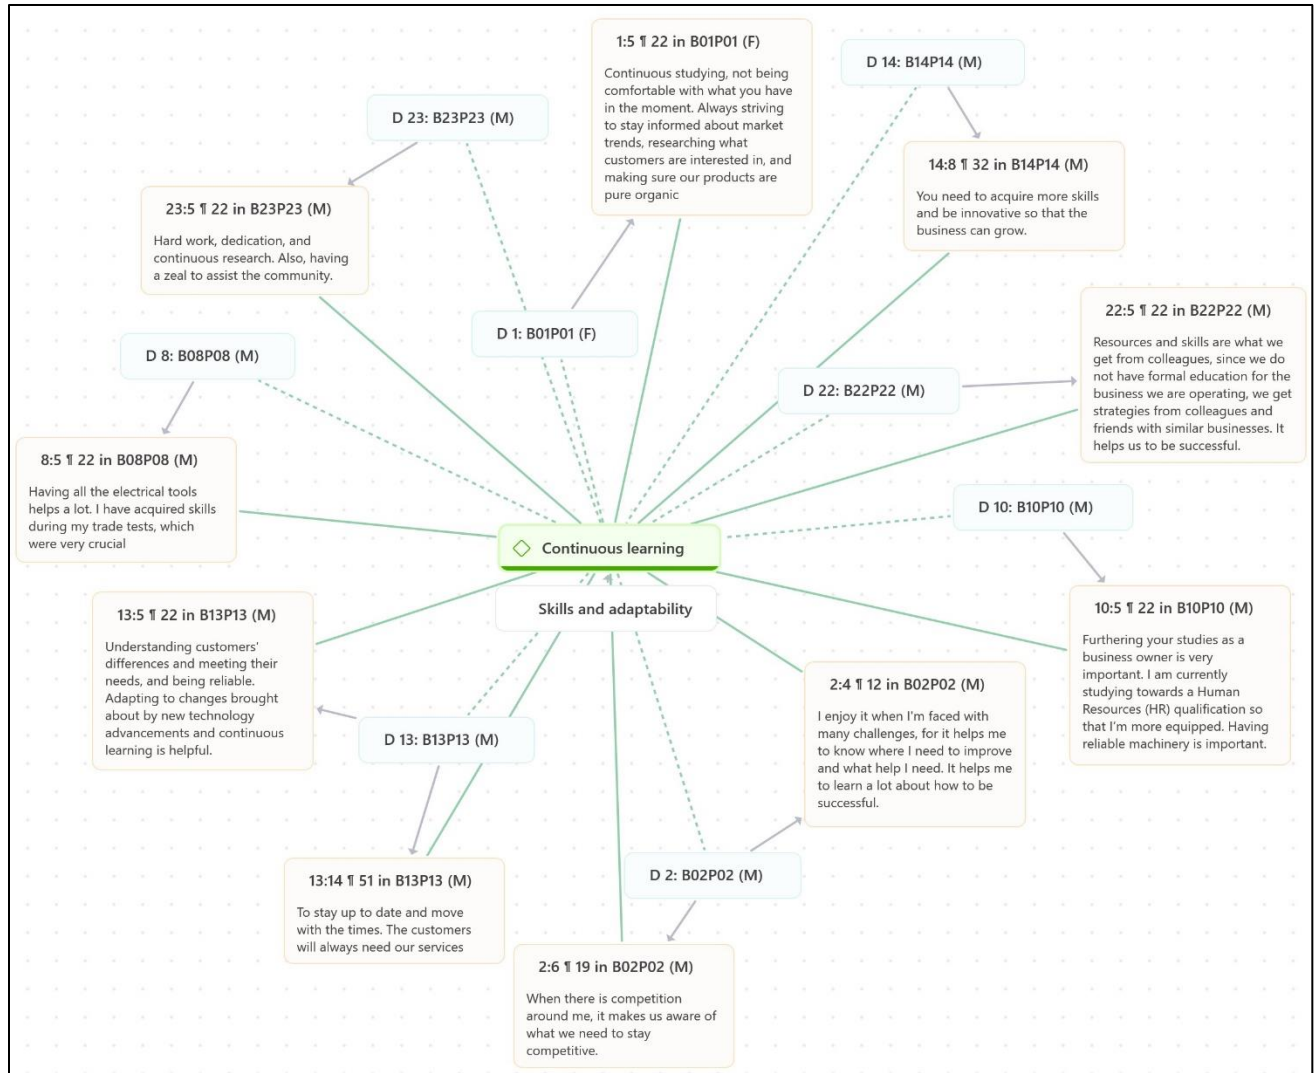 1:5 ¶ 22 in B01P01 (F)
Continuous studying, not being
comfortable with what you have
in the moment. Always striving
to stay informed about market
trends, researching what
customers are interested in, and
making sure our products are
pure organic
D 14: B14P14 (M)
D 23: B23P23 (M)
14:8 ¶ 32 in B14P14 (M)
You need to acquire more skills
and be innovative so that the
business can grow.
23:5 ¶ 22 in B23P23 (M)
Hard work, dedication, and
continuous research. Also, having
a zeal to assist the community.
D 1: B01P01 (F)
22:5 ¶ 22 in B22P22 (M)
Resources and skills are what we
get from colleagues, since we do
not have formal education for the
business we are operating, we get
strategies from colleagues and
friends with similar businesses. It
helps us to be successful.
D 8: B08P08 (M)
D 22: B22P22 (M)
8:5 ¶ 22 in B08P08 (M)
Having all the electrical tools
helps a lot. I have acquired skills
during my trade tests, which
were very crucial
D 10: B10P10 (M)
Continuous learning
Skills and adaptability
13:5 ¶ 22 in B13P13 (M)
Understanding customers'
differences and meeting their
needs, and being reliable.
Adapting to changes brought
about by new technology
advancements and continuous
learning is helpful.
10:5 ¶ 22 in B10P10 (M)
Furthering your studies as a
business owner is very
important. I am currently
studying towards a Human
Resources (HR) qualification so
that I'm more equipped. Having
reliable machinery is important.
2:4 ¶ 12 in B02P02 (M)
I enjoy it when I'm faced with
many challenges, for it helps me
to know where I need to improve
and what help I need. It helps me
to learn a lot about how to be
successful.
D 13: B13P13 (M)
13:14 ¶ 51 in B13P13 (M)
To stay up to date and move
with the times. The customers
will always need our services
D 2: B02P02 (M)
2:6 ¶ 19 in B02P02 (M)
When there is competition
around me, it makes us aware of
what we need to stay
competitive.